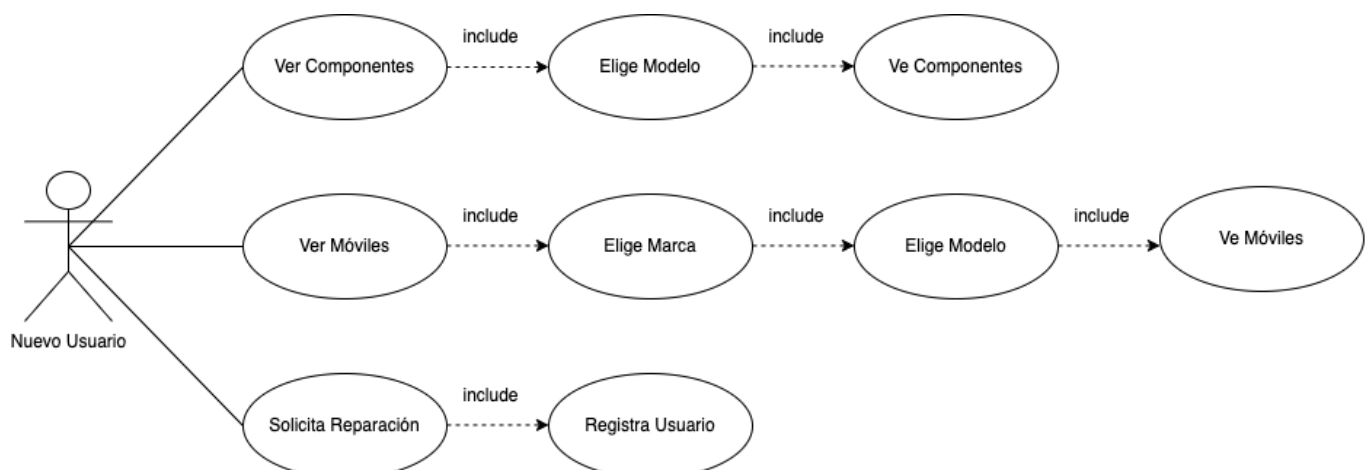 include
include
Ver Componentes
Elige Modelo
Ve Componentes
include
include
include
Ver Móviles
Elige Marca
Elige Modelo
Ve Móviles
Nuevo Usuario
include
Solicita Reparación
Registra Usuario